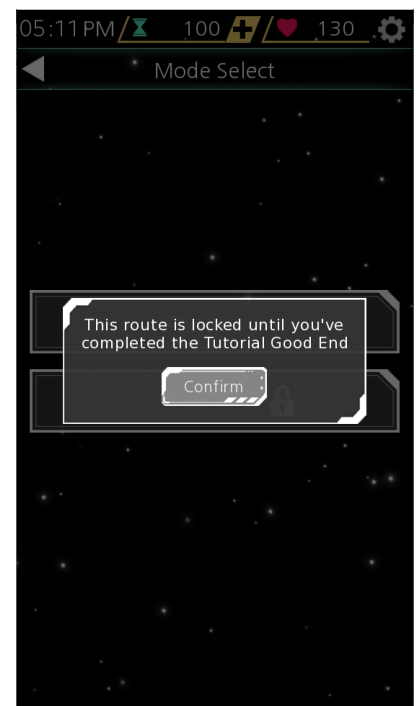 05:11 PM 100 130
Mode Select
This route is locked until you've
completed the Tutorial Good End
Confirm